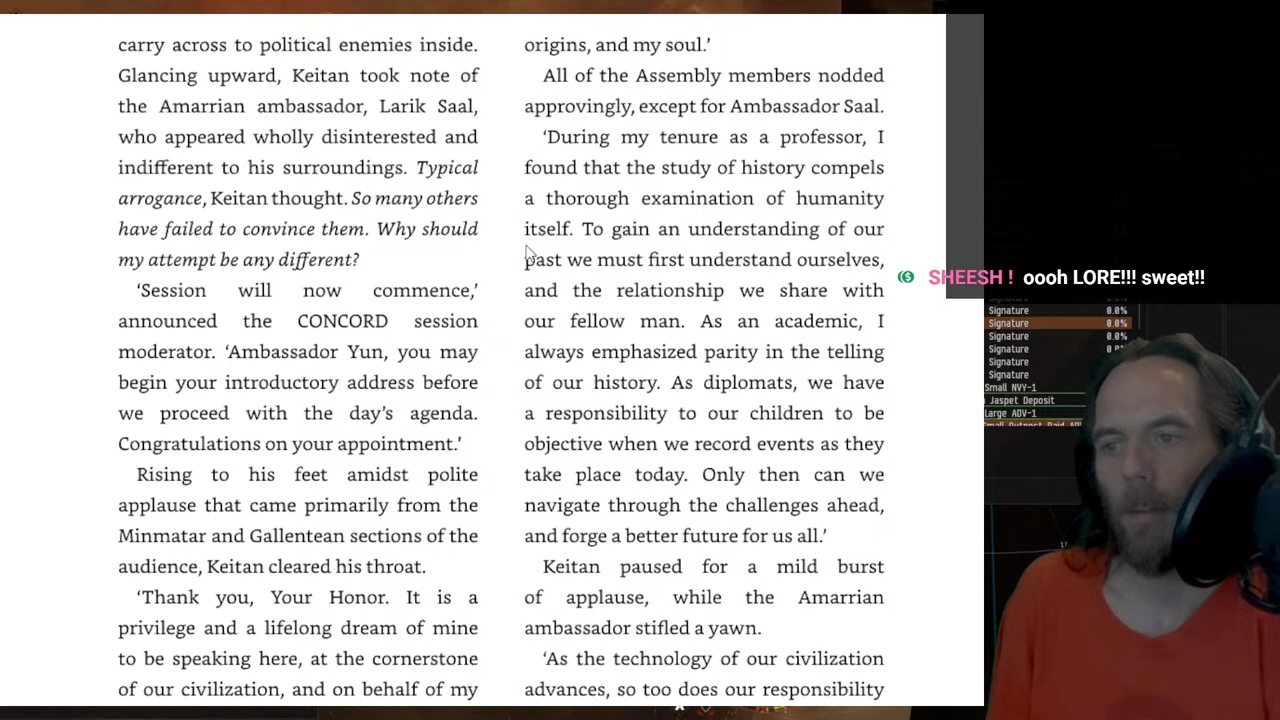 carry across to political enemies inside.
Glancing upward, Keitan took note of
the Amarrian ambassador, Larik Saal,
who appeared wholly disinterested and
indifferent to his surroundings. Typical
arrogance, Keitan thought. So many others
have failed to convince them. Why should
my attempt be any different?
‘Session will now commence,’
announced the CONCORD session
moderator. ‘Ambassador Yun, you may
begin your introductory address before
we proceed with the day’s agenda.
Congratulations on your appointment.’
Rising to his feet amidst polite
applause that came primarily from the
Minmatar and Gallentean sections of the
audience, Keitan cleared his throat.
‘Thank you, Your Honor. It is a
privilege and a lifelong dream of mine
to be speaking here, at the cornerstone
of our civilization, and on behalf of my
origins, and my soul.’
All of the Assembly members nodded
approvingly, except for Ambassador Saal.
‘During my tenure as a professor, I
found that the study of history compels
a thorough examination of humanity
itself. To gain an understanding of our
past we must first understand ourselves,
and the relationship we share with
our fellow man. As an academic, I
always emphasized parity in the telling
of our history. As diplomats, we have
a responsibility to our children to be
objective when we record events as they
take place today. Only then can we
navigate through the challenges ahead,
and forge a better future for us all.’
Keitan paused for a mild burst
of applause, while the Amarrian
ambassador stifled a yawn.
‘As the technology of our civilization
advances, so too does our responsibility
SHEESH ! oooh LORE!!! sweet!!
Signature 0.0%
Signature 0.0%
Signature 0.0%
Signature
Signature
Signature
Small NVY-1
Jaspet Deposit
Large ADV-1